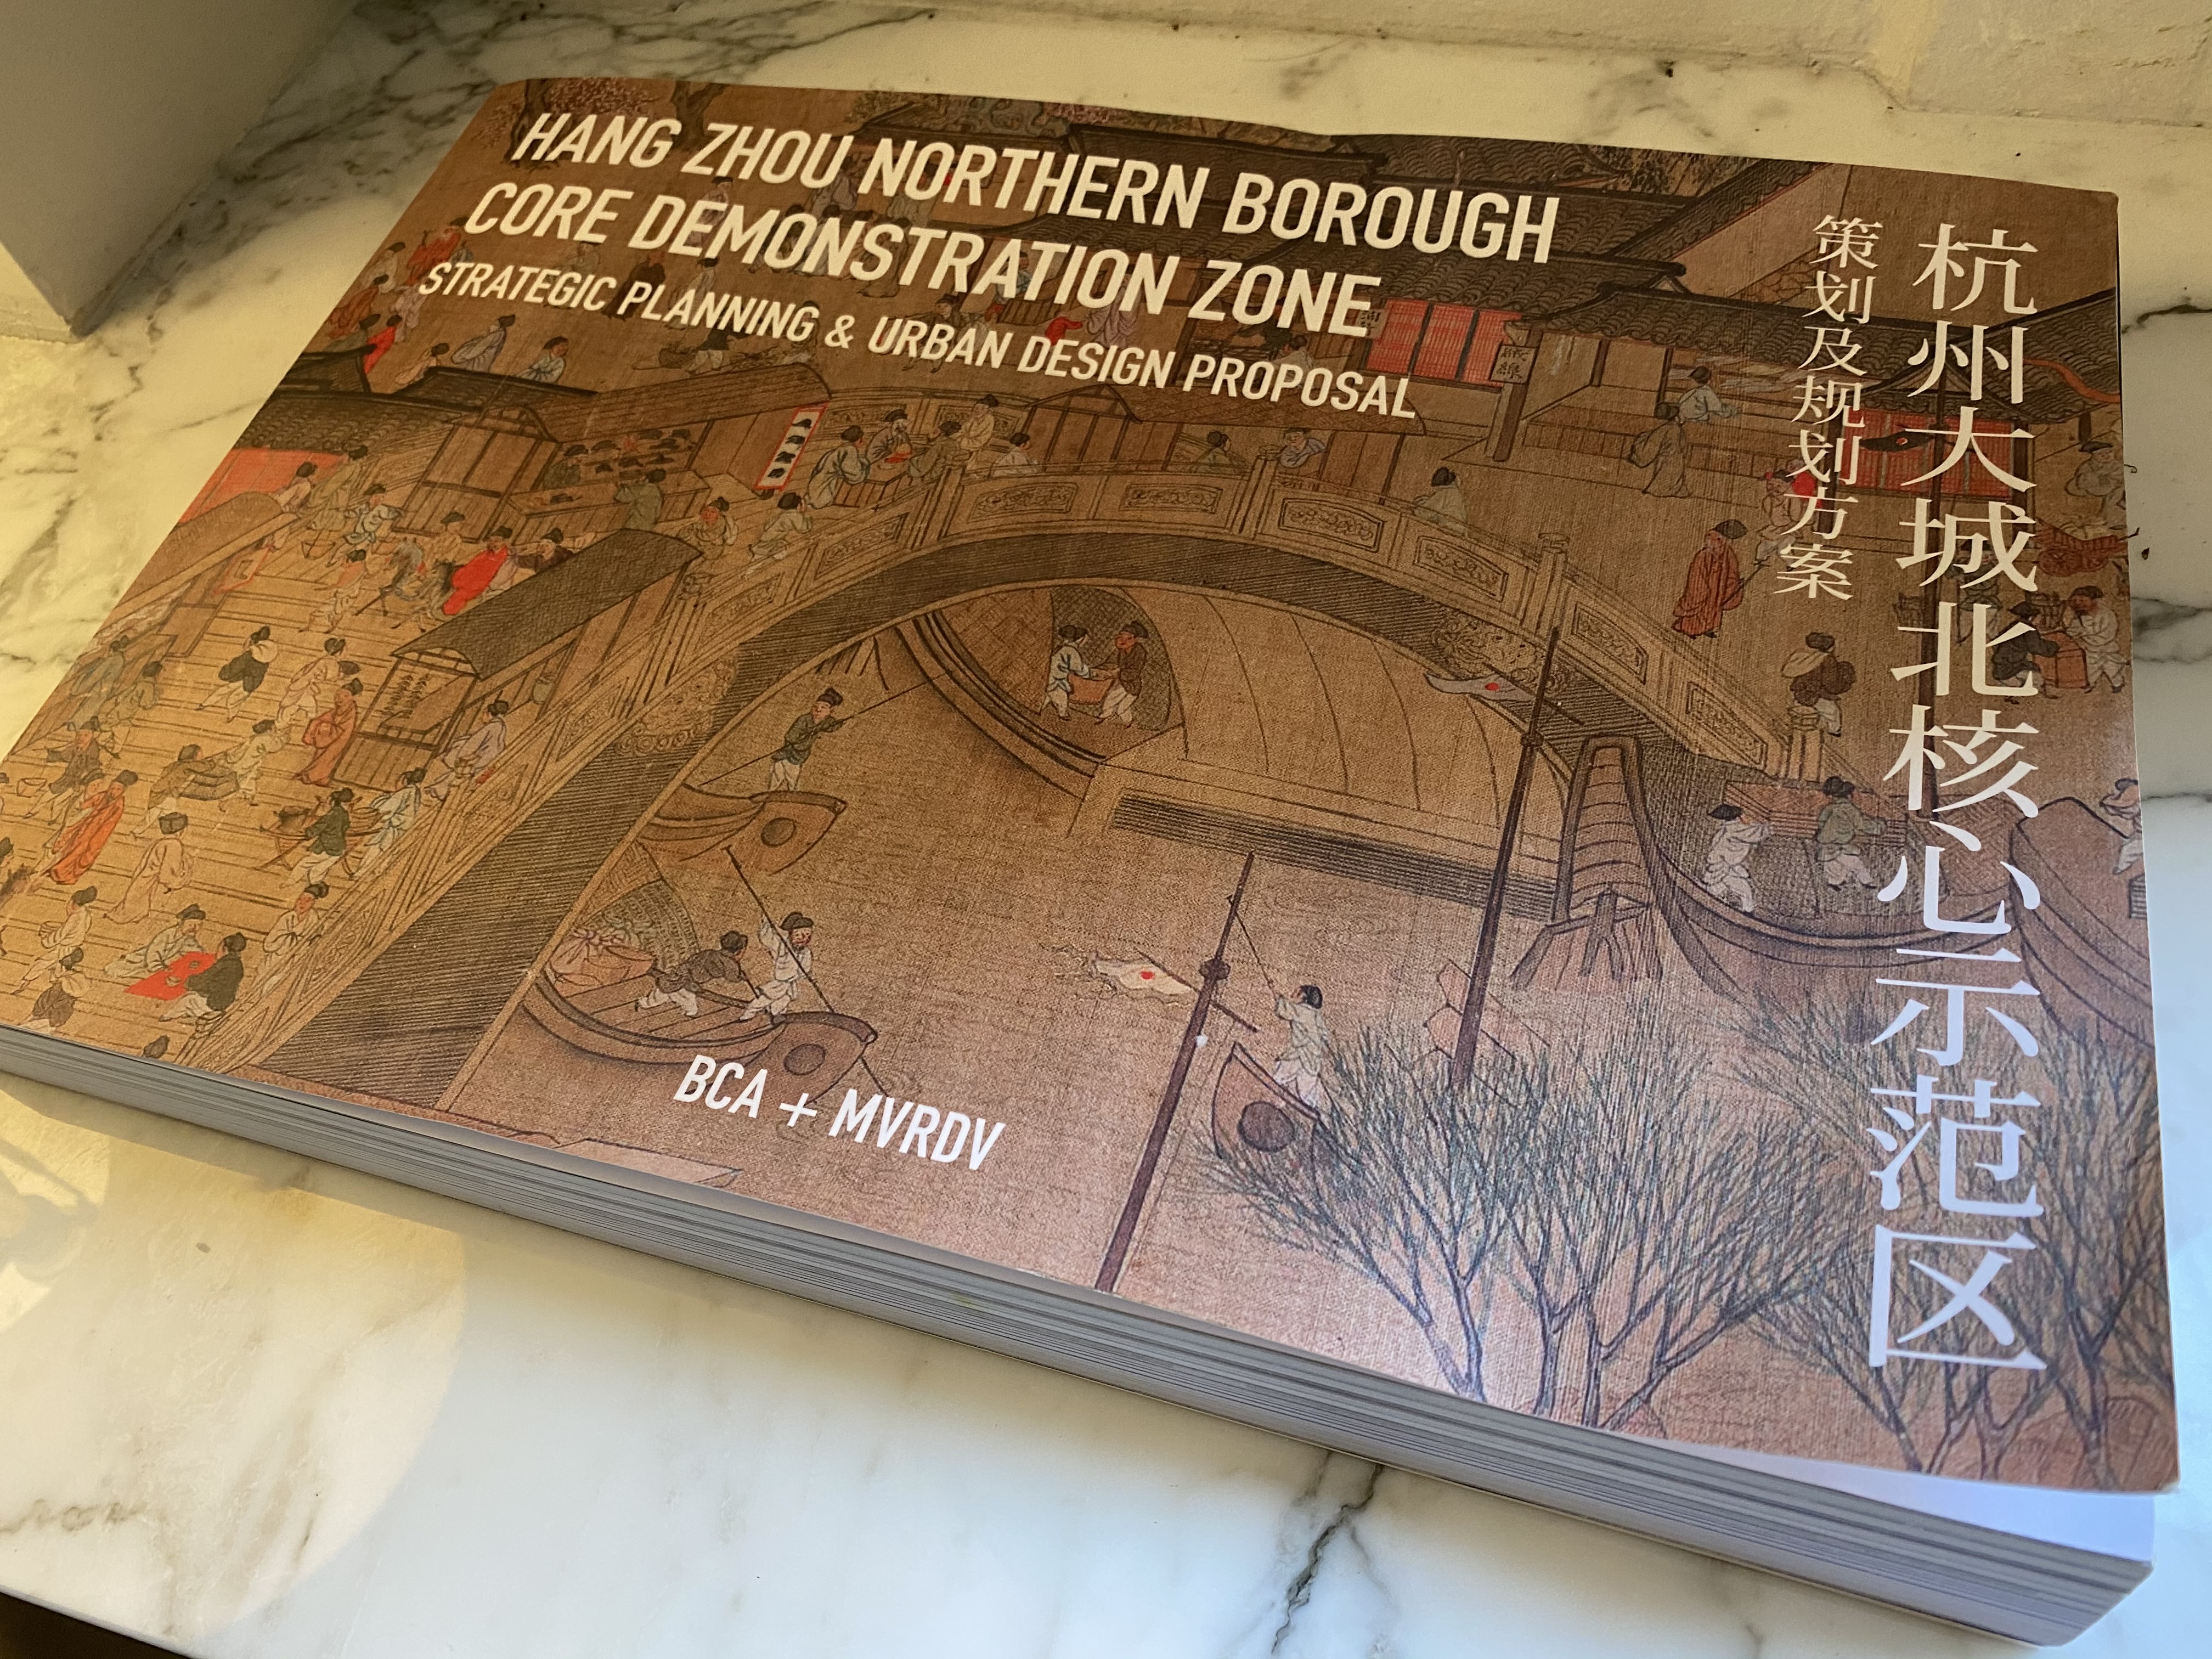 HANG ZHOU NORTHERN BOROUGH
CORE DEMONSTRATION ZONE
STRATEGIC PLANNING & URBAN DESIGN PROPOSAL
杭州大城北核心示范区
策划及规划方案
BCA + MVRDV